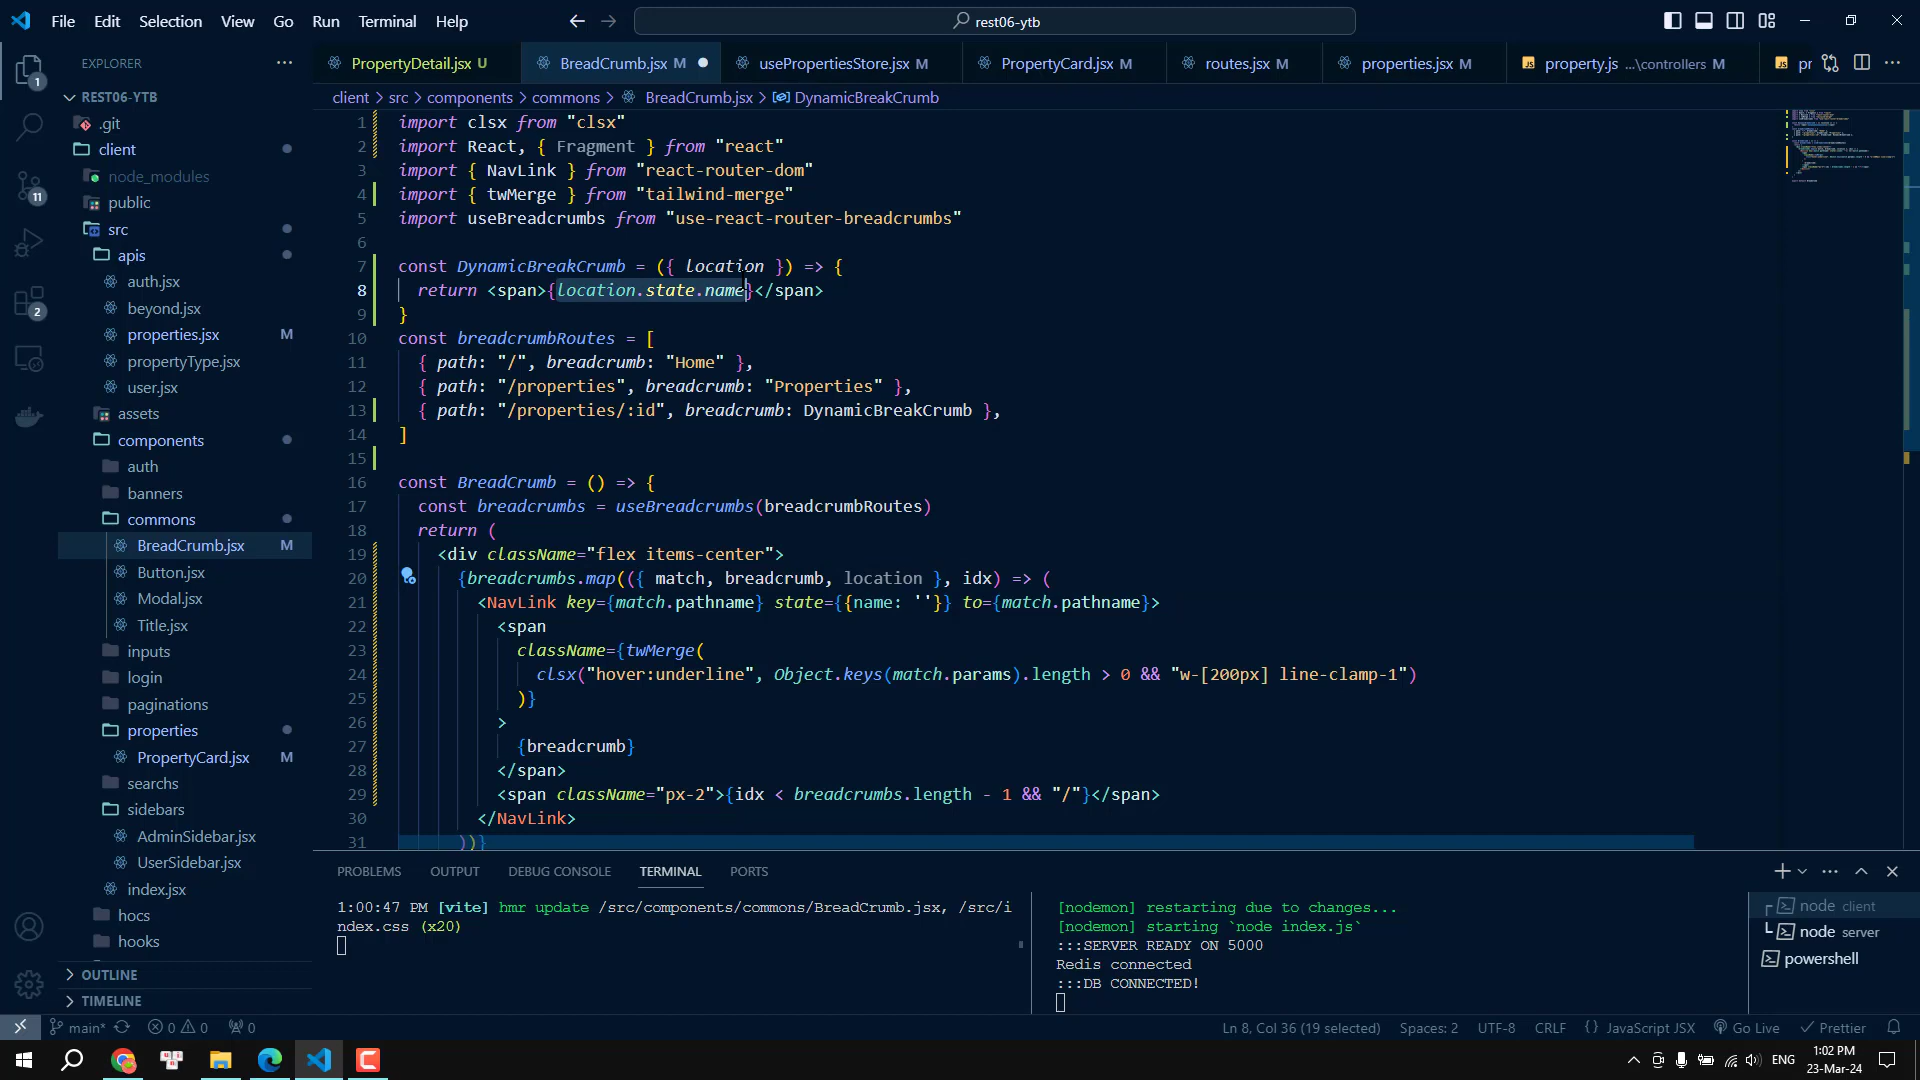 File Edit Selection View Go Run Terminal Help
rest06-ytb
EXPLORER
PropertyDetail.jsx U
BreadCrumb.jsx M
usePropertiesStore.jsx M
PropertyCard.jsx M
routes.jsx M
properties.jsx M
property.js ...\controllers M
pr
client > src > components > commons > BreadCrumb.jsx > DynamicBreakCrumb
REST06-YTB
.git
client
node_modules
public
src
apis
auth.jsx
beyond.jsx
properties.jsx M
propertyType.jsx
user.jsx
assets
components
auth
banners
commons
BreadCrumb.jsx M
Button.jsx
Modal.jsx
Title.jsx
inputs
login
paginations
properties
PropertyCard.jsx M
searchs
sidebars
AdminSidebar.jsx
UserSidebar.jsx
index.jsx
hocs
hooks
OUTLINE
TIMELINE
1
11
2
1 import clsx from "clsx"
2 import React, { Fragment } from "react"
3 import { NavLink } from "react-router-dom"
4 import { twMerge } from "tailwind-merge"
5 import useBreadcrumbs from "use-react-router-breadcrumbs"
6
7 const DynamicBreakCrumb = ({ location }) => {
8 return <span>{location.state.name}</span>
9 }
10 const breadcrumbRoutes = [
11 { path: "/", breadcrumb: "Home" },
12 { path: "/properties", breadcrumb: "Properties" },
13 { path: "/properties/:id", breadcrumb: DynamicBreakCrumb },
14 ]
15
16 const BreadCrumb = () => {
17 const breadcrumbs = useBreadcrumbs(breadcrumbRoutes)
18 return (
19 <div className="flex items-center">
20 {breadcrumbs.map(({ match, breadcrumb, location }, idx) => (
21 <NavLink key={match.pathname} state={{name: ''}} to={match.pathname}>
22 <span
23 className={twMerge(
24 clsx("hover:underline", Object.keys(match.params).length > 0 && "w-[200px] line-clamp-1")
25 )}
26 >
27 {breadcrumb}
28 </span>
29 <span className="px-2">{idx < breadcrumbs.length - 1 && "/"}</span>
30 </NavLink>
31 ))}
PROBLEMS OUTPUT DEBUG CONSOLE TERMINAL PORTS
1:00:47 PM [vite] hmr update /src/components/commons/BreadCrumb.jsx, /src/i
ndex.css (x20)
[nodemon] restarting due to changes...
[nodemon] starting `node index.js`
:::SERVER READY ON 5000
Redis connected
:::DB CONNECTED!
node client
node server
powershell
main* 0 0 0
Ln 8, Col 36 (19 selected) Spaces: 2 UTF-8 CRLF { } JavaScript JSX Go Live Prettier
ENG
1:02 PM
23-Mar-24